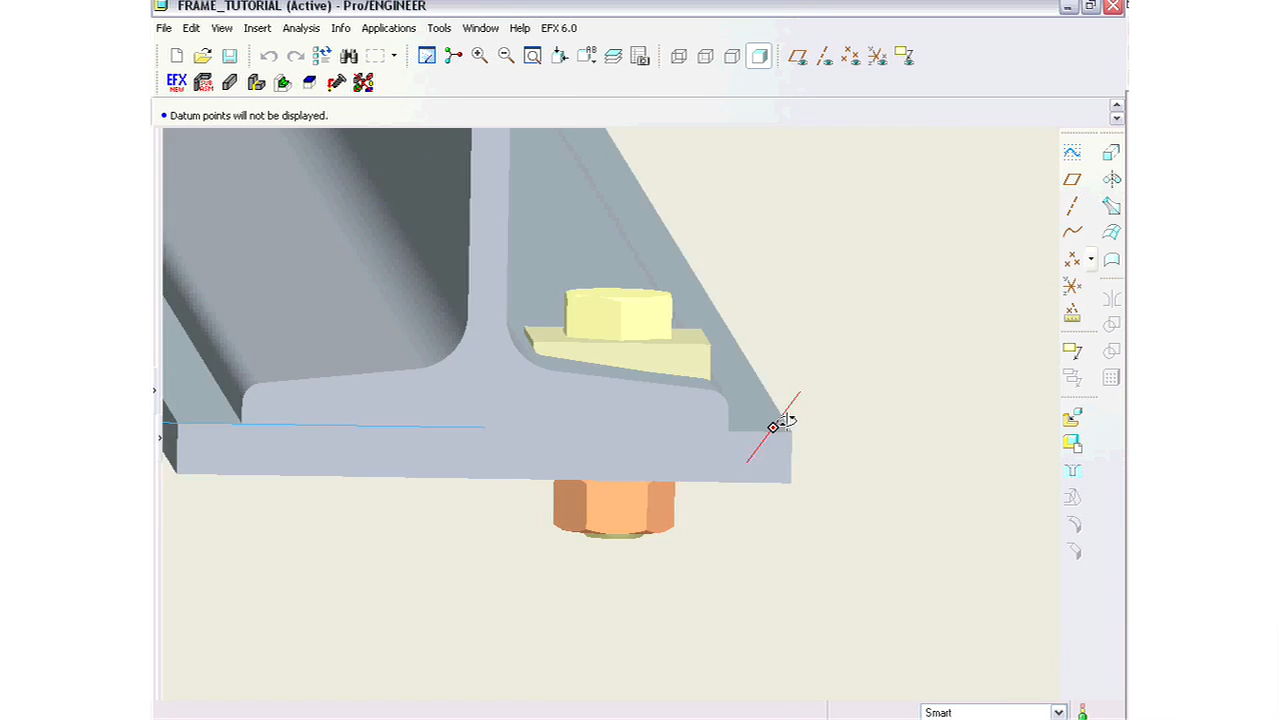 FRAME_TUTORIAL (Active) - Pro/ENGINEER
File Edit View Insert Analysis Info Applications Tools Window Help EFX 6.0
EFX
NEW
Datum points will not be displayed.
Smart